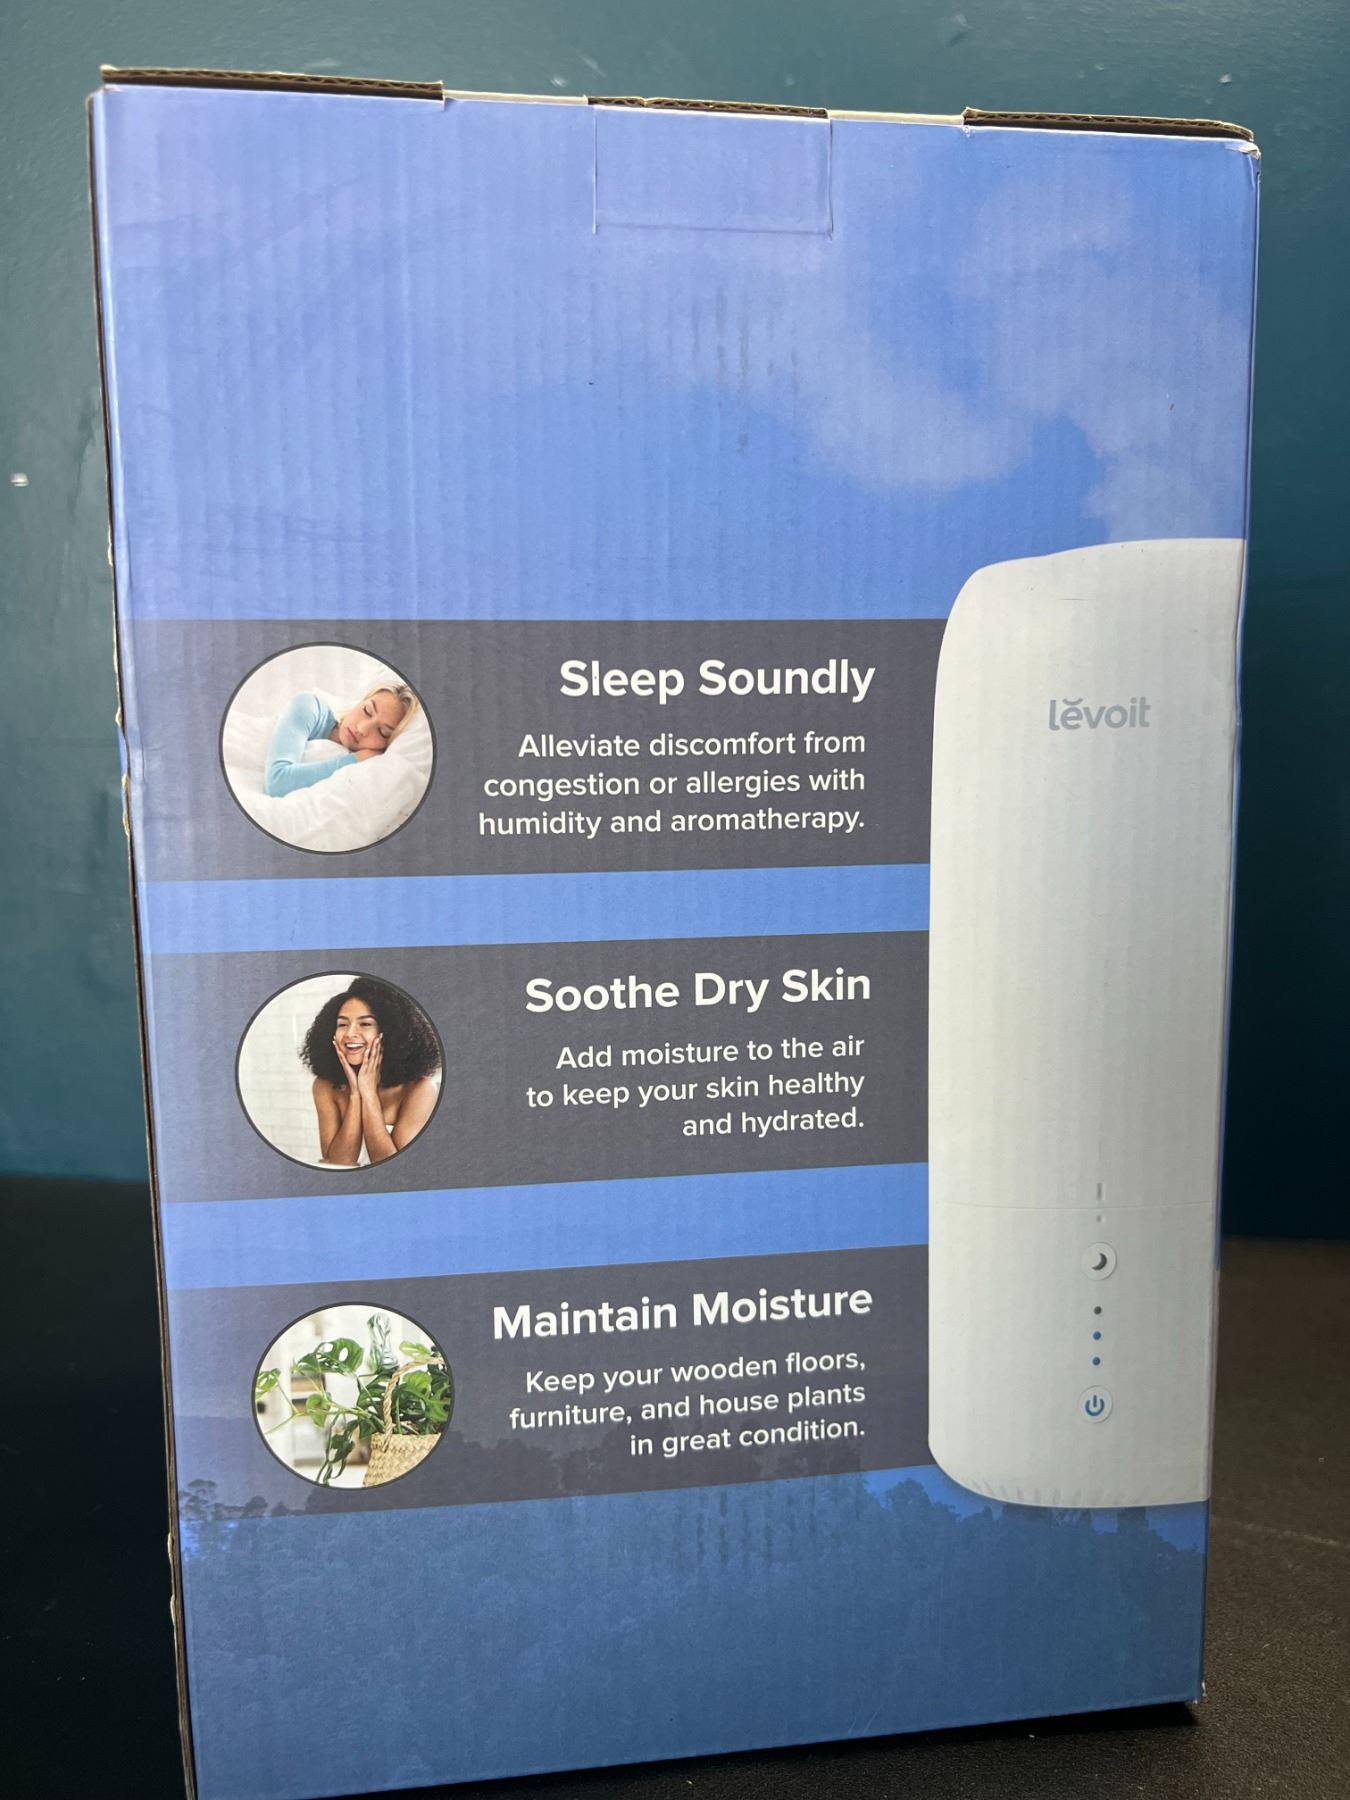 Sleep Soundly
Alleviate discomfort from
congestion or allergies with
humidity and aromatherapy.
levoit
Soothe Dry Skin
Add moisture to the air
to keep your skin healthy
and hydrated.
Maintain Moisture
Keep your wooden floors,
furniture, and house plants
in great condition.